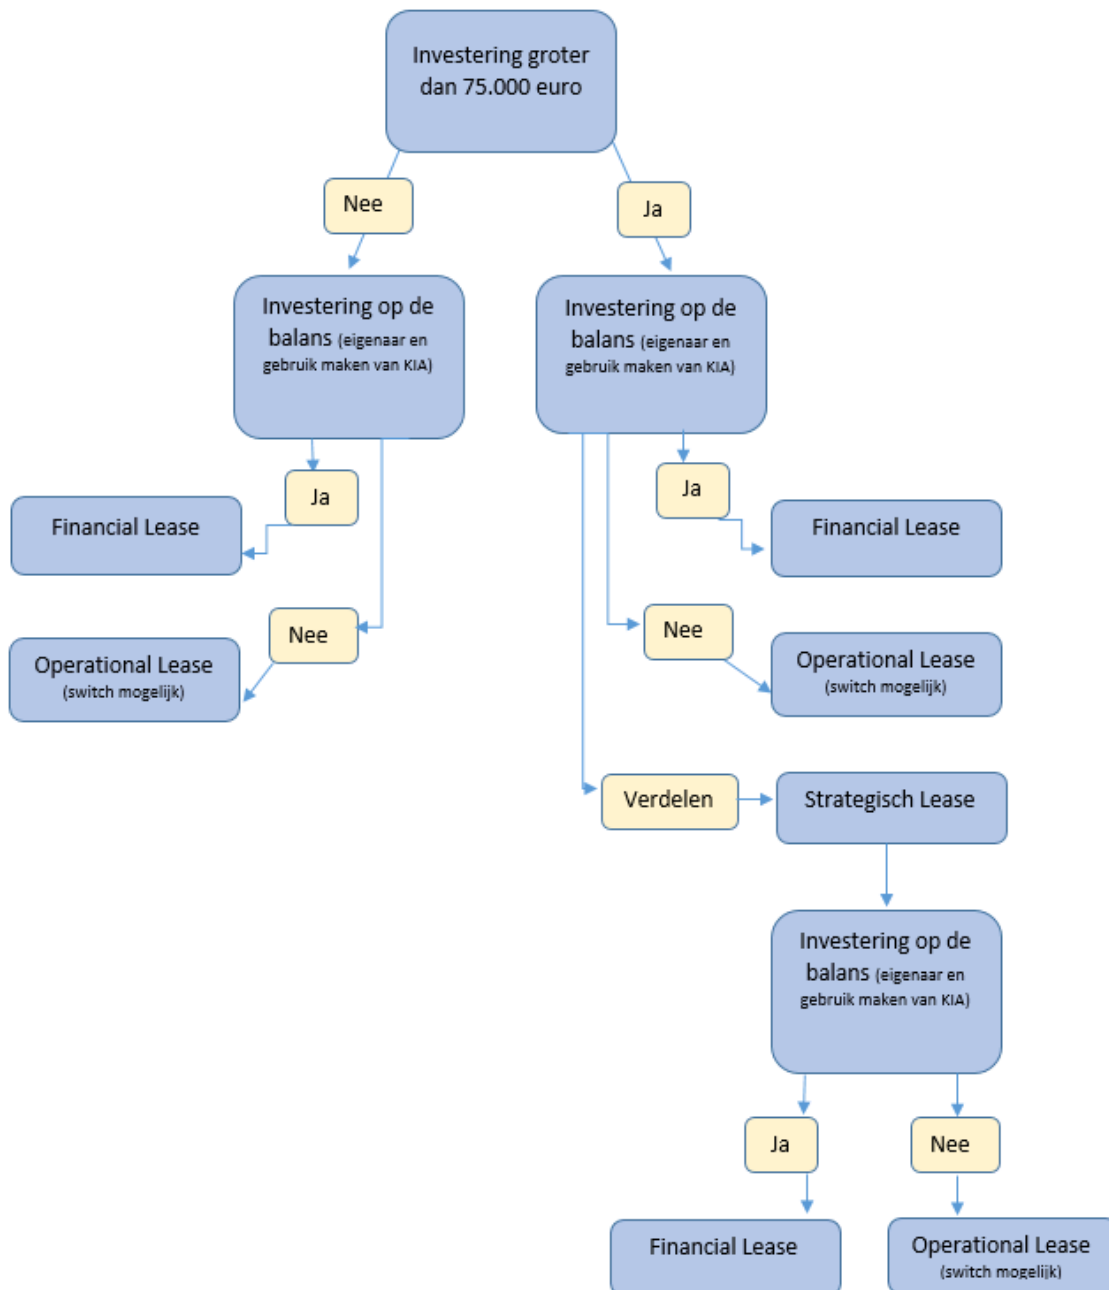 Investering groter
dan 75.000 euro
Nee
Ja
Investering op de
balans (eigenaar en
gebruik maken van KIA)
Investering op de
balans (eigenaar en
gebruik maken van KIA)
Ja
Ja
Financial Lease
Financial Lease
Nee
Nee
Operational Lease
(switch mogelijk)
Operational Lease
(switch mogelijk)
Verdelen
Strategisch Lease
Investering op de
balans (eigenaar en
gebruik maken van KIA)
Ja
Nee
Financial Lease
Operational Lease
(switch mogelijk)